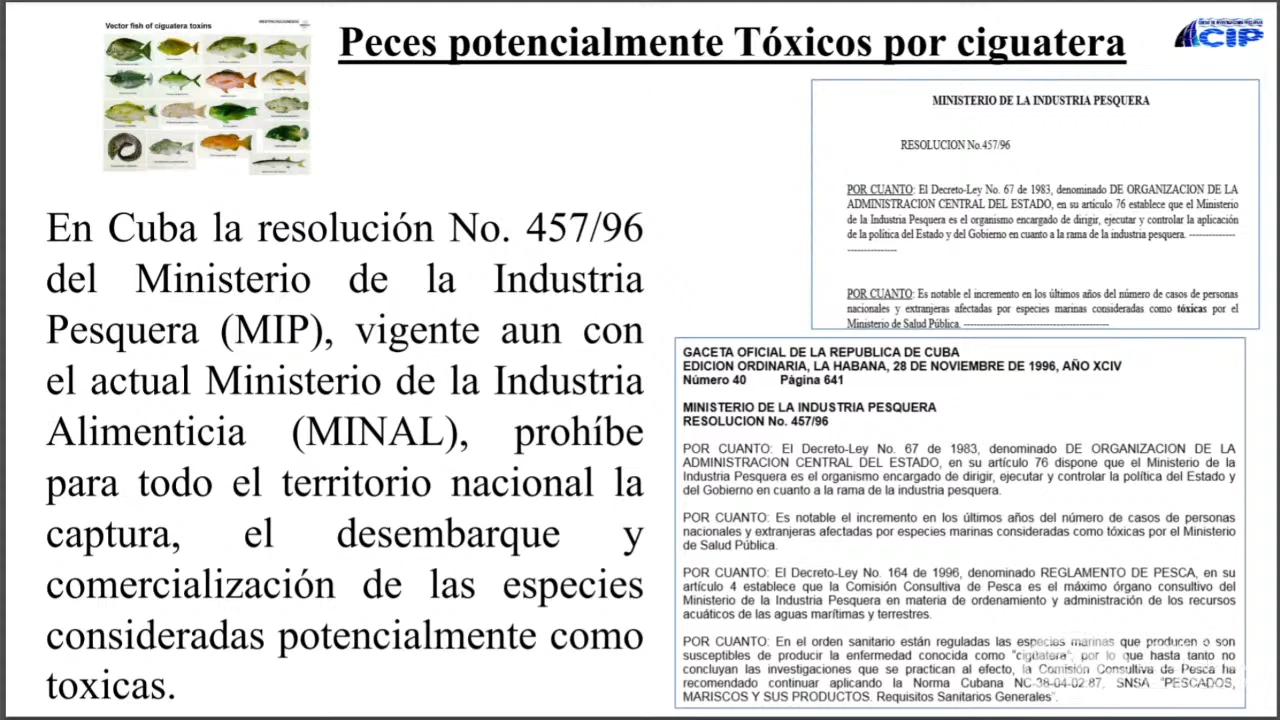 Vector fish of ciguatera toxins
Peces potencialmente Tóxicos por ciguatera
CIP
En Cuba la resolución No. 457/96
del Ministerio de la Industria
Pesquera (MIP), vigente aun con
el actual Ministerio de la Industria
Alimenticia (MINAL), prohíbe
para todo el territorio nacional la
captura, el desembarque y
comercialización de las especies
consideradas potencialmente como
toxicas.
MINISTERIO DE LA INDUSTRIA PESQUERA
RESOLUCION No.457/96
POR CUANTO: El Decreto-Ley No. 67 de 1983, denominado DE ORGANIZACION DE LA
ADMINISTRACION CENTRAL DEL ESTADO, en su artículo 76 establece que el Ministerio
de la Industria Pesquera es el organismo encargado de dirigir, ejecutar y controlar la aplicación
de la política del Estado y del Gobierno en cuanto a la rama de la industria pesquera. --------------
---------------
POR CUANTO: Es notable el incremento en los últimos años del número de casos de personas
nacionales y extranjeras afectadas por especies marinas consideradas como tóxicas por el
Ministerio de Salud Pública. --------------------------------------------
GACETA OFICIAL DE LA REPUBLICA DE CUBA
EDICION ORDINARIA, LA HABANA, 28 DE NOVIEMBRE DE 1996, AÑO XCIV
Número 40 Página 641
MINISTERIO DE LA INDUSTRIA PESQUERA
RESOLUCION No. 457/96
POR CUANTO: El Decreto-Ley No. 67 de 1983, denominado DE ORGANIZACION DE LA
ADMINISTRACION CENTRAL DEL ESTADO, en su artículo 76 dispone que el Ministerio de la
Industria Pesquera es el organismo encargado de dirigir, ejecutar y controlar la política del Estado y
del Gobierno en cuanto a la rama de la industria pesquera.
POR CUANTO: Es notable el incremento en los últimos años del número de casos de personas
nacionales y extranjeras afectadas por especies marinas consideradas como tóxicas por el Ministerio
de Salud Pública.
POR CUANTO: El Decreto-Ley No. 164 de 1996, denominado REGLAMENTO DE PESCA, en su
artículo 4 establece que la Comisión Consultiva de Pesca es el máximo órgano consultivo del
Ministerio de la Industria Pesquera en materia de ordenamiento y administración de los recursos
acuáticos de las aguas marítimas y terrestres.
POR CUANTO: En el orden sanitario están reguladas las especies marinas que producen o son
susceptibles de producir la enfermedad conocida como "ciguatera", por lo que hasta tanto no
concluyan las investigaciones que se practican al efecto, la Comisión Consultiva de Pesca ha
recomendado continuar aplicando la Norma Cubana NC-38-04-02.87, SNSA "PESCADOS,
MARISCOS Y SUS PRODUCTOS. Requisitos Sanitarios Generales".